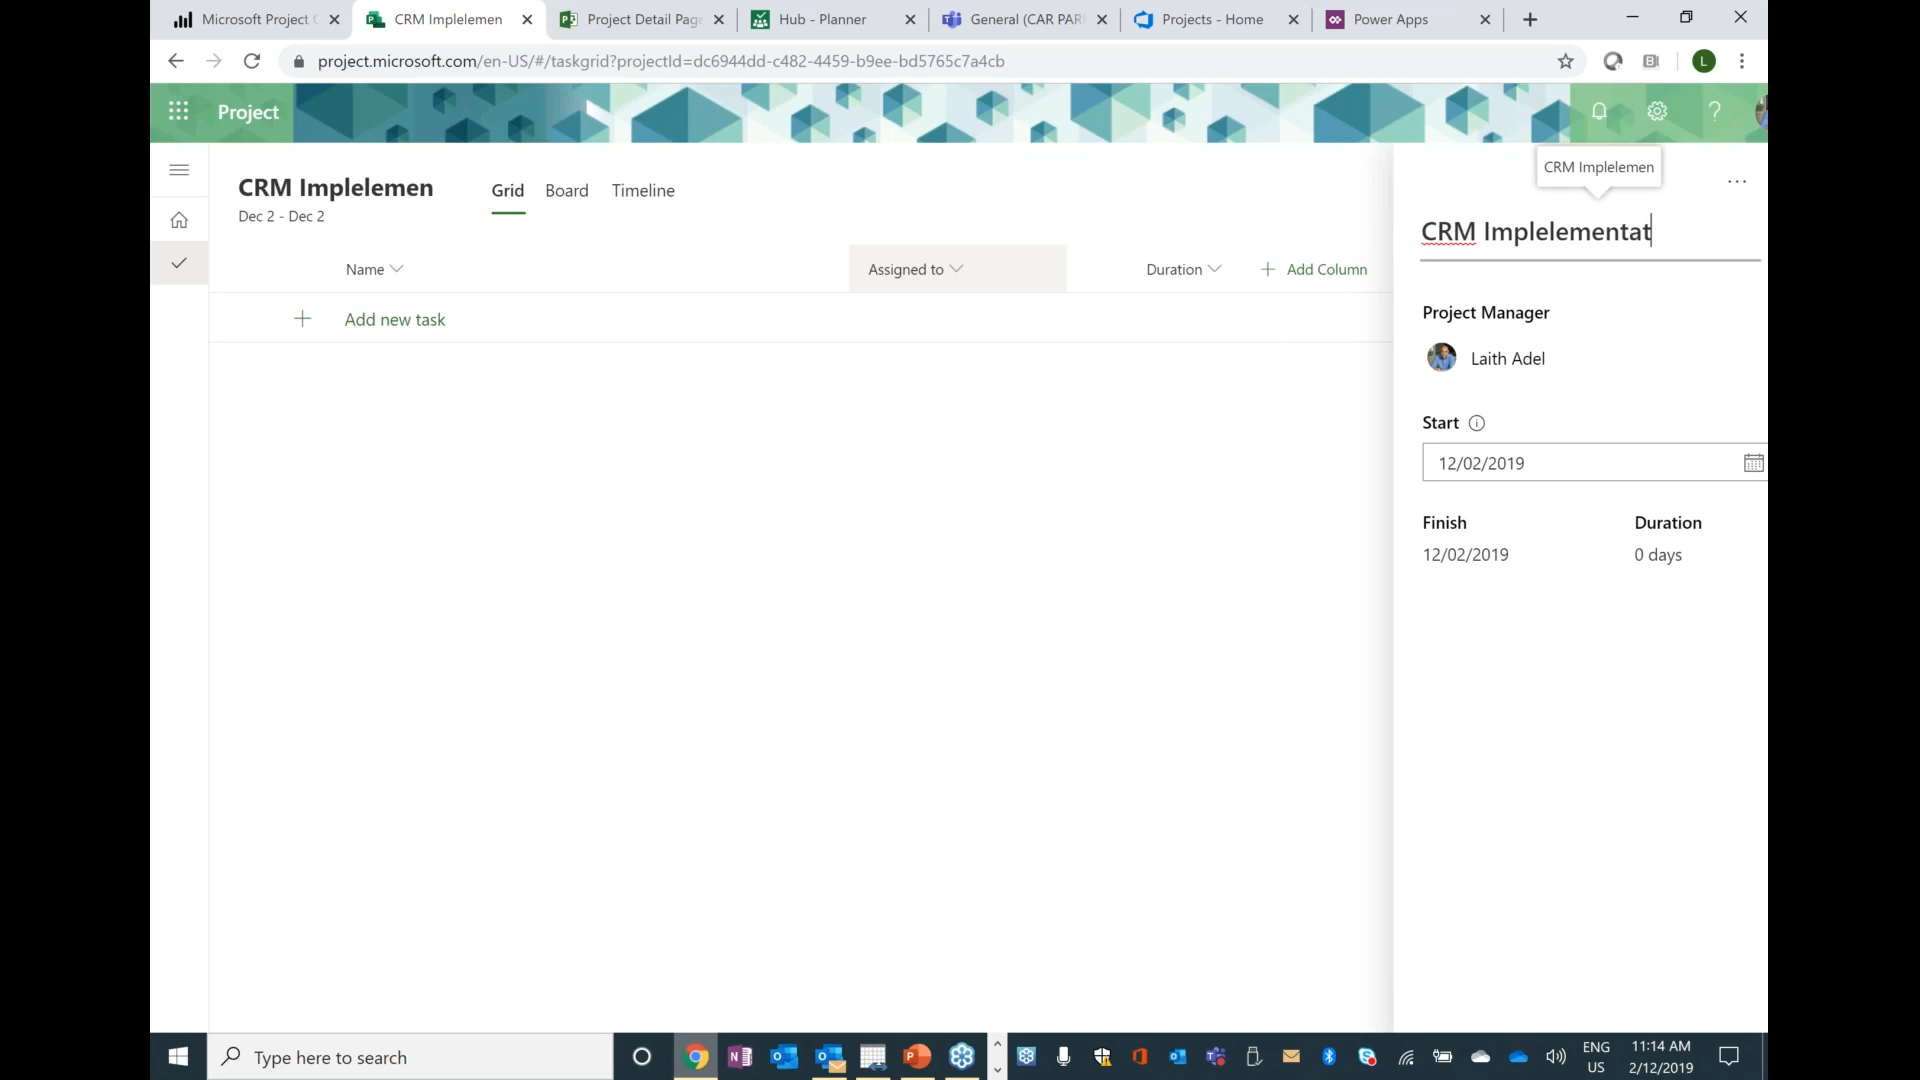 Microsoft Project C
CRM Implelemen
Project Detail Page
Hub - Planner
General (CAR PARK
Projects - Home
Power Apps
project.microsoft.com/en-US/#/taskgrid?projectId=dc6944dd-c482-4459-b9ee-bd5765c7a4cb
L
Project
CRM Implelemen
Dec 2 - Dec 2
Grid
Board
Timeline
CRM Implelemen
CRM Implelementat
Name
Assigned to
Duration
Add Column
Add new task
Project Manager
Laith Adel
Start
12/02/2019
Finish
Duration
12/02/2019
0 days
Type here to search
ENG
US
11:14 AM
2/12/2019